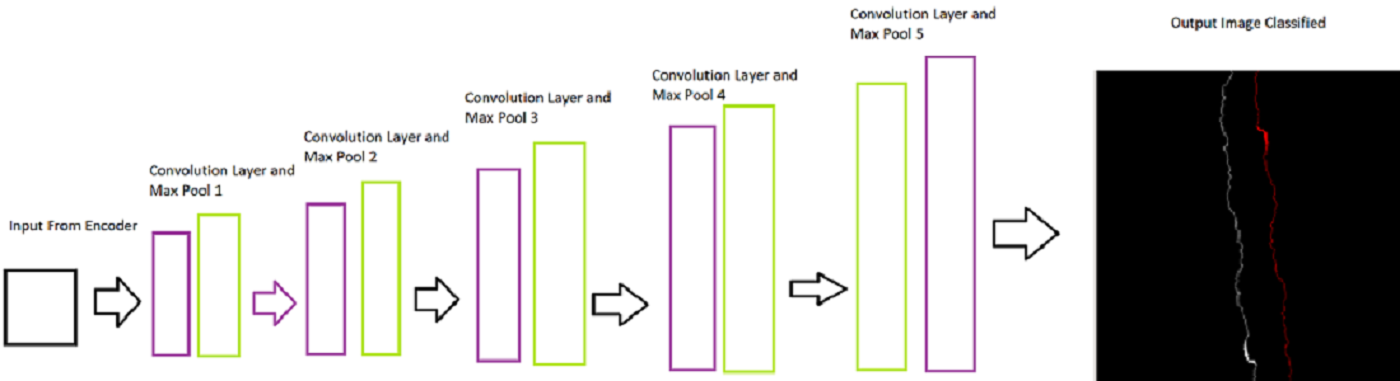 Input From Encoder
Convolution Layer and
Max Pool 1
Convolution Layer and
Max Pool 2
Convolution Layer and
Max Pool 3
Convolution Layer and
Max Pool 4
Convolution Layer and
Max Pool 5
Output Image Classified